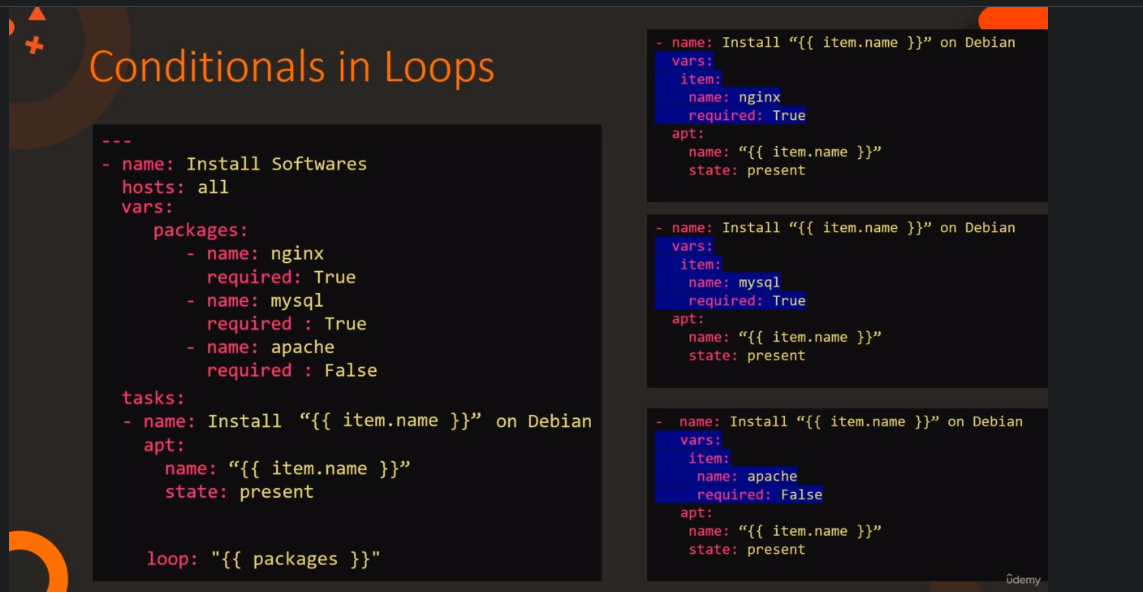 Conditionals in Loops
---
- name: Install Softwares
hosts: all
vars:
packages:
- name: nginx
required: True
- name: mysql
required : True
- name: apache
required : False
tasks:
- name: Install “{{ item.name }}” on Debian
apt:
name: “{{ item.name }}”
state: present
loop: "{{ packages }}"
- name: Install “{{ item.name }}” on Debian
vars:
item:
name: nginx
required: True
apt:
name: “{{ item.name }}”
state: present
- name: Install “{{ item.name }}” on Debian
vars:
item:
name: mysql
required: True
apt:
name: “{{ item.name }}”
state: present
- name: Install “{{ item.name }}” on Debian
vars:
item:
name: apache
required: False
apt:
name: “{{ item.name }}”
state: present
ûdemy